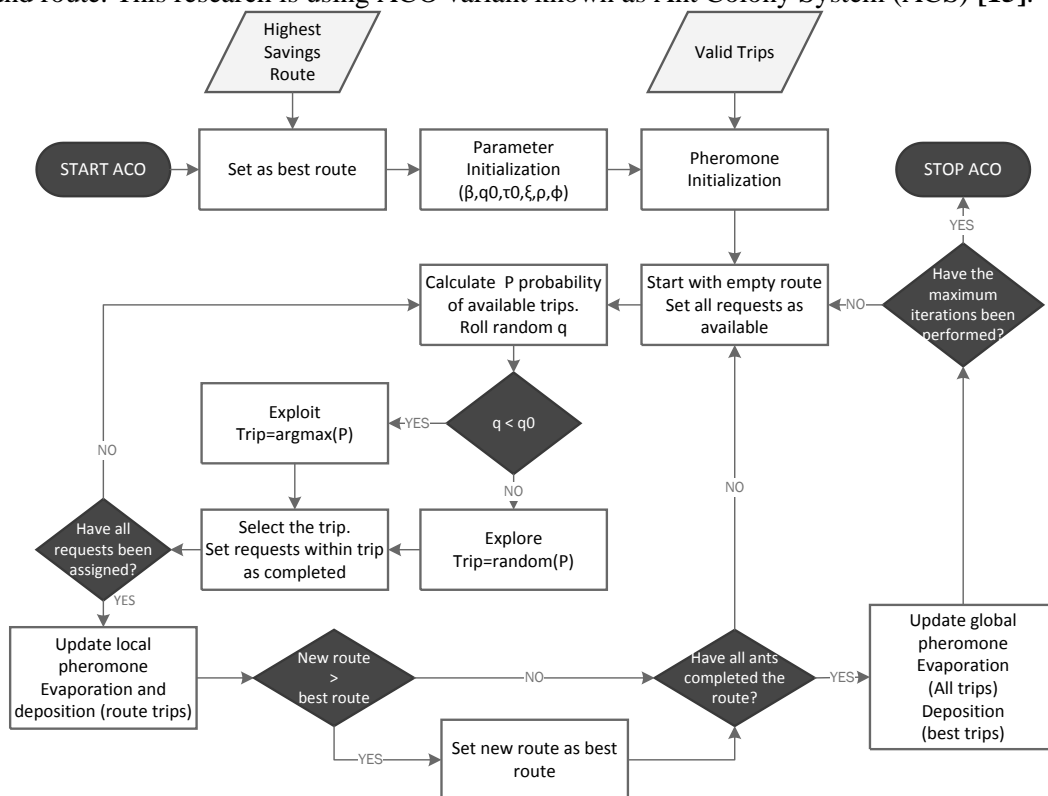 end route. This research is using ACO variant known as Ant Colony System (ACS) [15].
Highest
Savings
Route
Valid Trips
START ACO
Set as best route
Parameter
Initialization
(β,q0,τ0,ξ,ρ,ф)
Pheromone
Initialization
STOP ACO
YES
Have the
maximum
iterations been
performed?
NO
Start with empty route
Set all requests as
available
Calculate P probability
of available trips.
Roll random q
q < q0
YES
Exploit
Trip=argmax(P)
NO
Explore
Trip=random(P)
Select the trip.
Set requests within trip
as completed
NO
Have all
requests been
assigned?
YES
Update local
pheromone
Evaporation and
deposition (route trips)
New route
>
best route
NO
YES
Set new route as best
route
NO
Have all ants
completed the
route?
YES
Update global
pheromone
Evaporation
(All trips)
Deposition
(best trips)